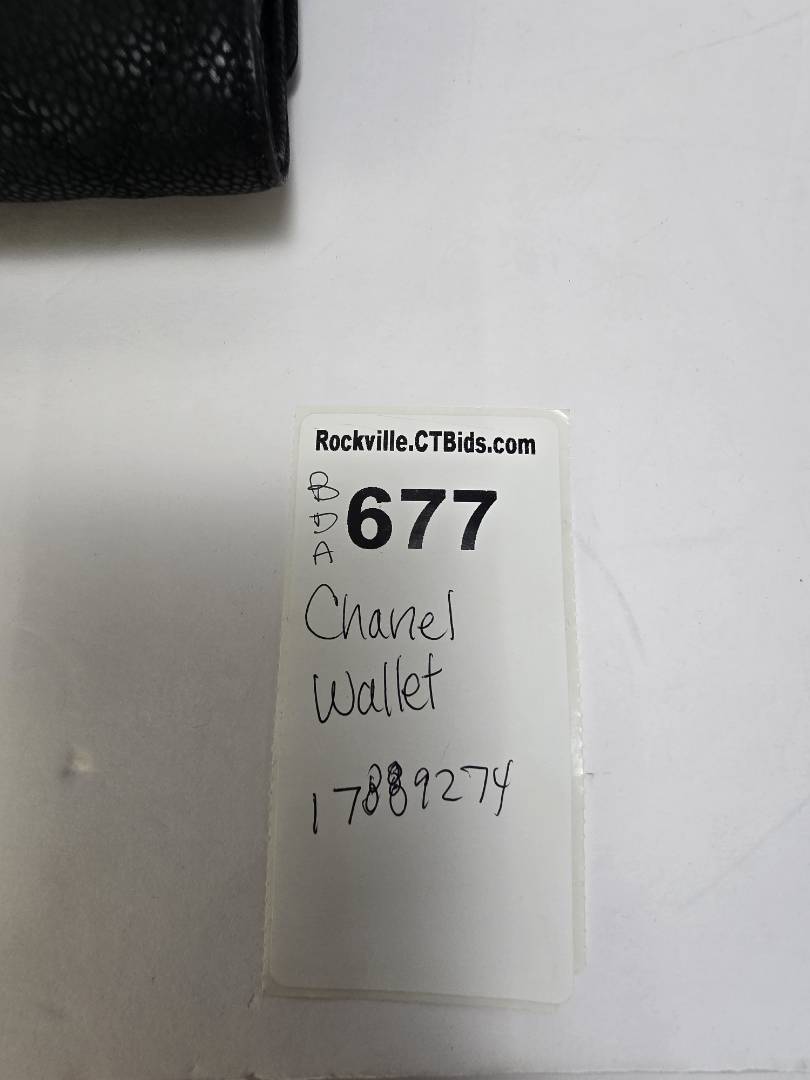 Rockville.CTBids.com
B
D
A
677
Chanel
Wallet
17889274